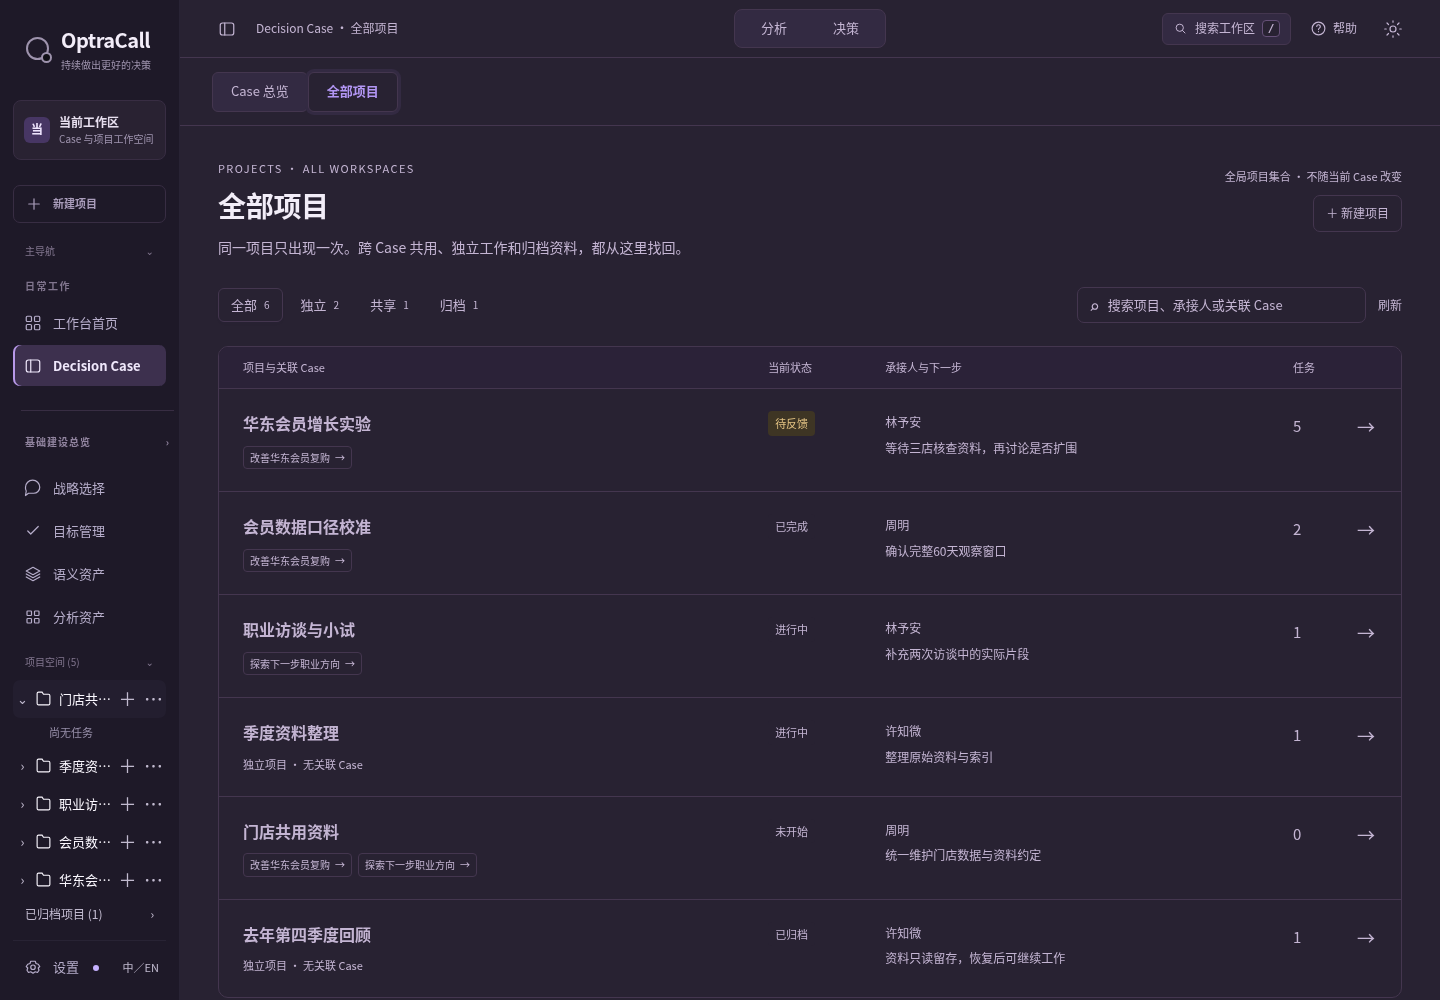 OptraCall
持续做出更好的决策
当
当前工作区
Case 与项目工作空间
新建项目
主导航
日常工作
工作台首页
Decision Case
基础建设总览
战略选择
目标管理
语义资产
分析资产
项目空间 (5)
门店共···
尚无任务
季度资···
职业访···
会员数···
华东会···
已归档项目 (1)
设置
中／EN
Decision Case · 全部项目
分析
决策
搜索工作区 /
帮助
Case 总览
全部项目
PROJECTS · ALL WORKSPACES
全部项目
同一项目只出现一次。跨 Case 共用、独立工作和归档资料，都从这里找回。
全局项目集合 · 不随当前 Case 改变
＋ 新建项目
全部 6
独立 2
共享 1
归档 1
搜索项目、承接人或关联 Case
刷新
项目与关联 Case
当前状态
承接人与下一步
任务
华东会员增长实验
改善华东会员复购 →
待反馈
林予安
等待三店核查资料，再讨论是否扩围
5
→
会员数据口径校准
改善华东会员复购 →
已完成
周明
确认完整60天观察窗口
2
→
职业访谈与小试
探索下一步职业方向 →
进行中
林予安
补充两次访谈中的实际片段
1
→
季度资料整理
独立项目 · 无关联 Case
进行中
许知微
整理原始资料与索引
1
→
门店共用资料
改善华东会员复购 →
探索下一步职业方向 →
未开始
周明
统一维护门店数据与资料约定
0
→
去年第四季度回顾
独立项目 · 无关联 Case
已归档
许知微
资料只读留存，恢复后可继续工作
1
→